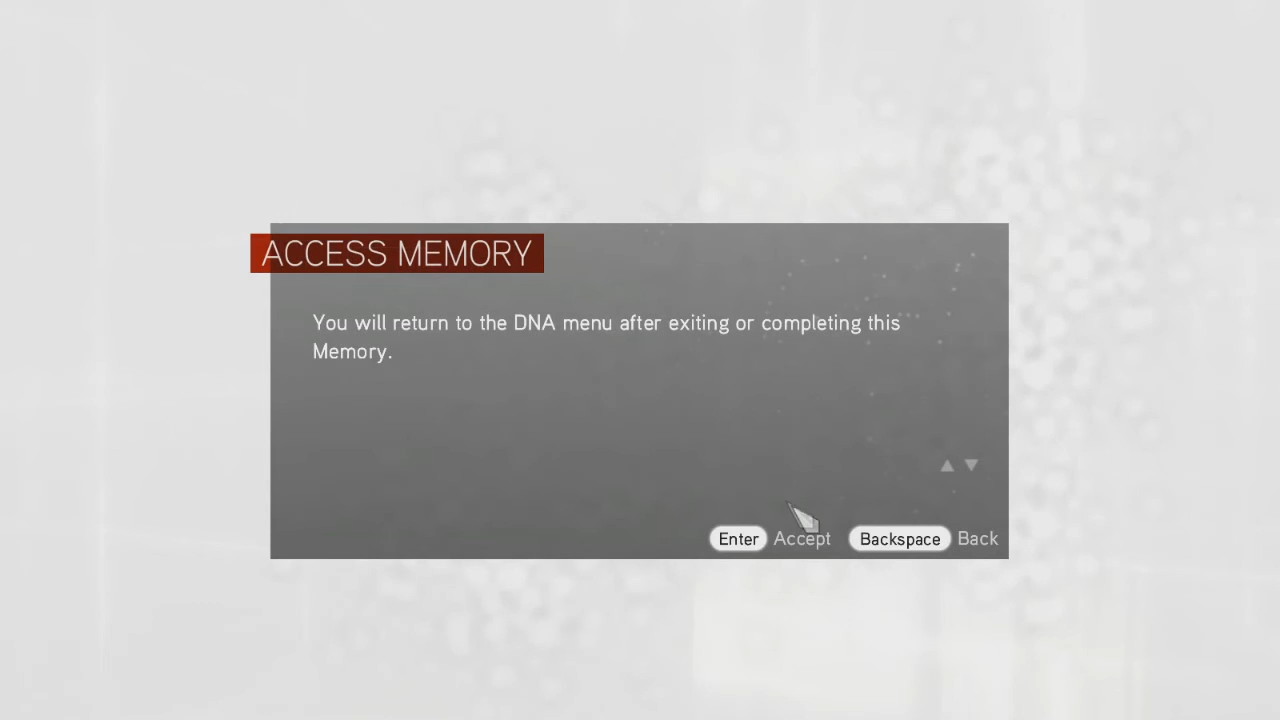 ACCESS MEMORY
You will return to the DNA menu after exiting or completing this
Memory.
Enter Accept Backspace Back